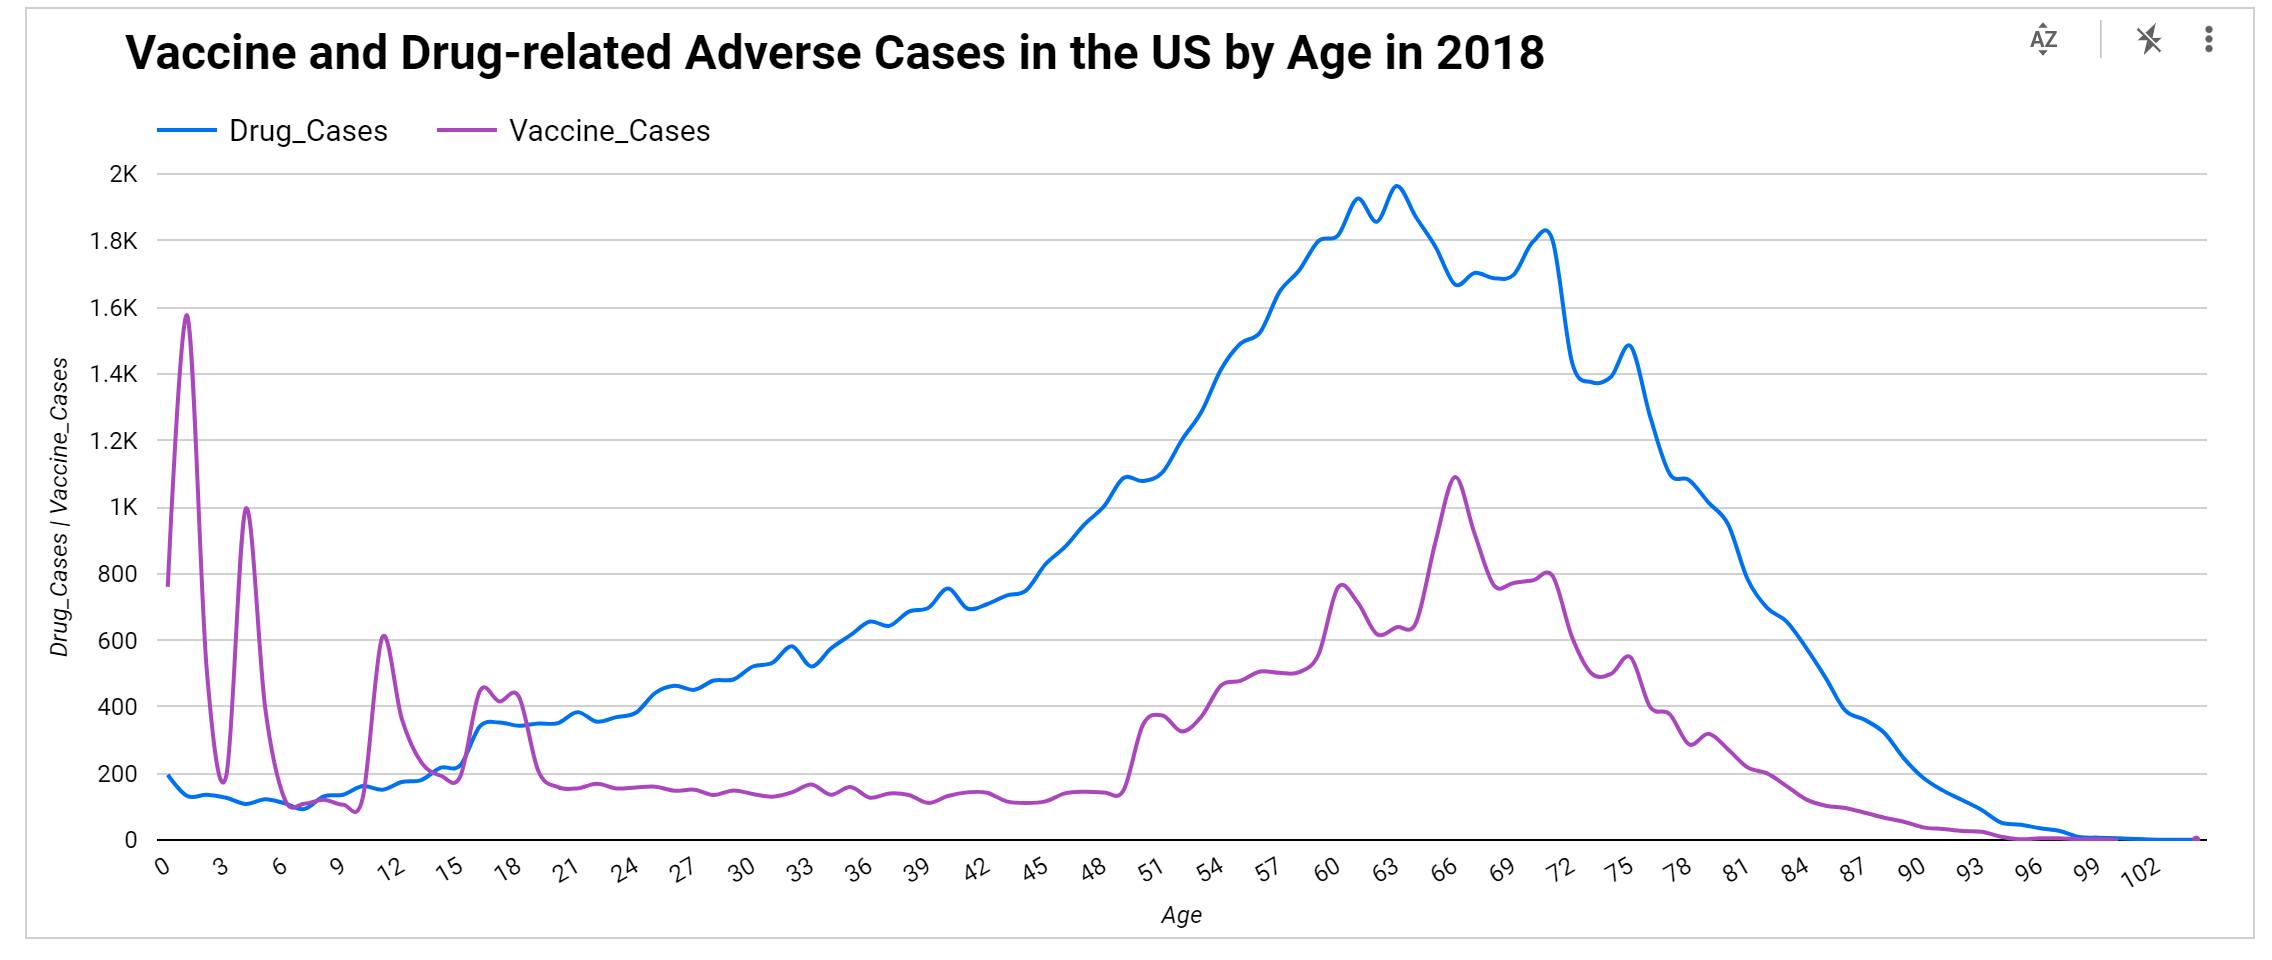 Vaccine and Drug-related Adverse Cases in the US by Age in 2018
AZ
Drug_Cases Vaccine_Cases
2K
1.8K
1.6K
1.4K
1.2K
1K
800
600
400
200
0
Drug_Cases | Vaccine_Cases
0 3 6 9 12 15 18 21 24 27 30 33 36 39 42 45 48 51 54 57 60 63 66 69 72 75 78 81 84 87 90 93 96 99 102
Age